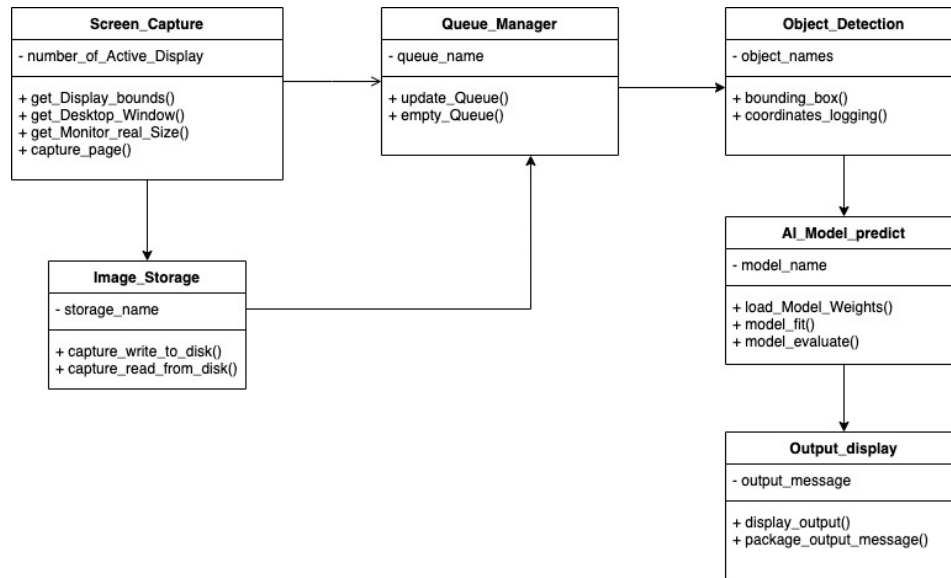 Screen_Capture
- number_of_Active_Display
+ get_Display_bounds()
+ get_Desktop_Window()
+ get_Monitor_real_Size()
+ capture_page()
Queue_Manager
- queue_name
+ update_Queue()
+ empty_Queue()
Object_Detection
- object_names
+ bounding_box()
+ coordinates_logging()
Image_Storage
- storage_name
+ capture_write_to_disk()
+ capture_read_from_disk()
AI_Model_predict
- model_name
+load_Model_Weights()
+ model_fit()
+ model_evaluate()
Output_display
- output_message
+ display_output()
+ package_output_message()